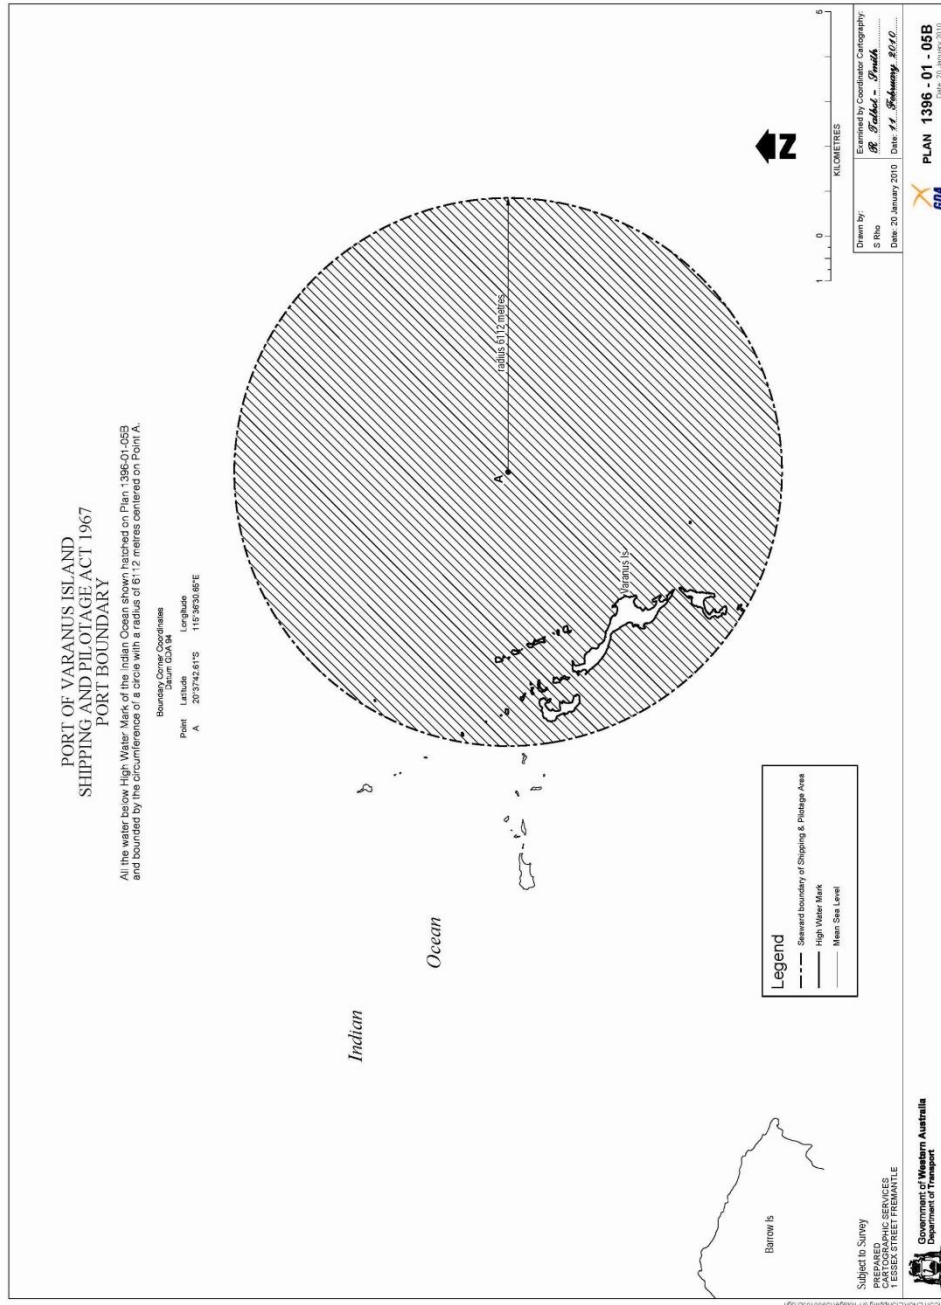 PORT OF VARANUS ISLAND
SHIPPING AND PILOTAGE ACT 1967
PORT BOUNDARY
All the water below High Water Mark of the Indian Ocean shown hatched on Plan 1396-01-05B
and bounded by the circumference of a circle with a radius of 6112 metres centered on Point A.
Boundary Corner Coordinates
Datum GDA 94
Point Latitude Longitude
A 20°37'42.61"S 115°36'30.65"E
Indian
Ocean
A
radius 6112 metres
Varanus Is
Barrow Is
Legend
Seaward boundary of Shipping & Pilotage Area
High Water Mark
Mean Sea Level
N
KILOMETRES
1 0 5
Subject to Survey
PREPARED
CARTOGRAPHIC SERVICES
1 ESSEX STREET FREMANTLE
Drawn by:
S Rho
Date: 20 January 2010
Examined by Coordinator Cartography:
R Talbot - Smith
Date: 11 February 2010
Government of Western Australia
Department of Transport
GDA
PLAN 1396 - 01 - 05B
Date: 20 January 2010